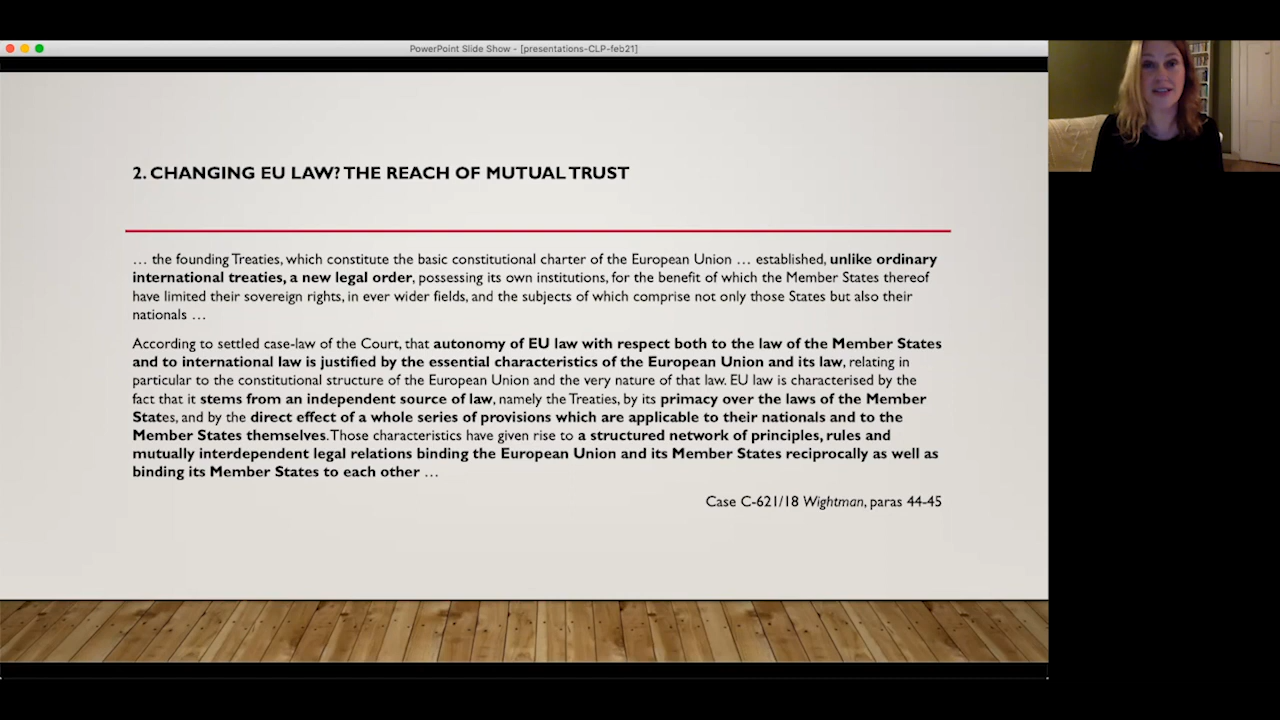 PowerPoint Slide Show - [presentations-CLP-feb21]
2. CHANGING EU LAW? THE REACH OF MUTUAL TRUST
… the founding Treaties, which constitute the basic constitutional charter of the European Union … established, unlike ordinary
international treaties, a new legal order, possessing its own institutions, for the benefit of which the Member States thereof
have limited their sovereign rights, in ever wider fields, and the subjects of which comprise not only those States but also their
nationals …
According to settled case-law of the Court, that autonomy of EU law with respect both to the law of the Member States
and to international law is justified by the essential characteristics of the European Union and its law, relating in
particular to the constitutional structure of the European Union and the very nature of that law. EU law is characterised by the
fact that it stems from an independent source of law, namely the Treaties, by its primacy over the laws of the Member
States, and by the direct effect of a whole series of provisions which are applicable to their nationals and to the
Member States themselves. Those characteristics have given rise to a structured network of principles, rules and
mutually interdependent legal relations binding the European Union and its Member States reciprocally as well as
binding its Member States to each other …
Case C-621/18 Wightman, paras 44-45